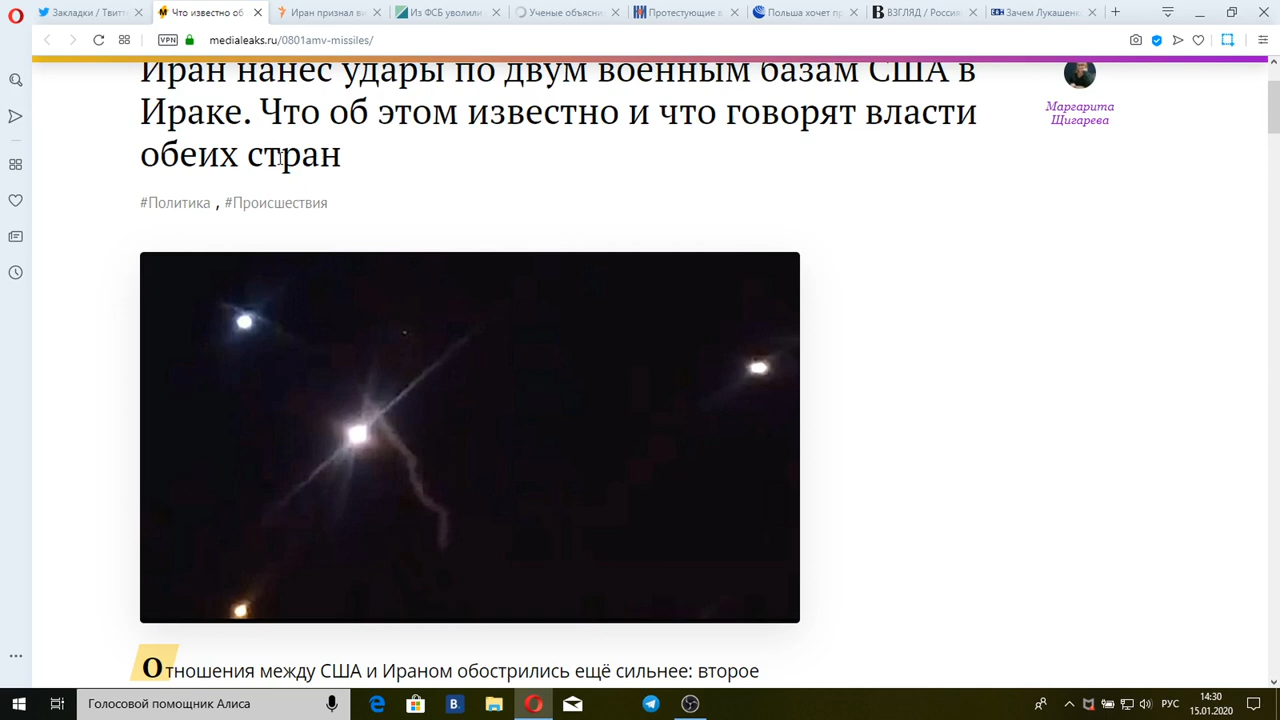 Закладки / Твитт
Что известно об
Иран признал ви
Из ФСБ уволили
Ученые объясни
Протестующие в
Польша хочет пр
ВЗГЛЯД / Россия
Зачем Лукашенк
VPN
medialeaks.ru/0801amv-missiles/
Иран нанёс удары по двум военным базам США в
Ираке. Что об этом известно и что говорят власти
обеих стран
Маргарита
Щигарева
#Политика , #Происшествия
Отношения между США и Ираном обострились ещё сильнее: второе
Голосовой помощник Алиса
РУС
14:30
15.01.2020